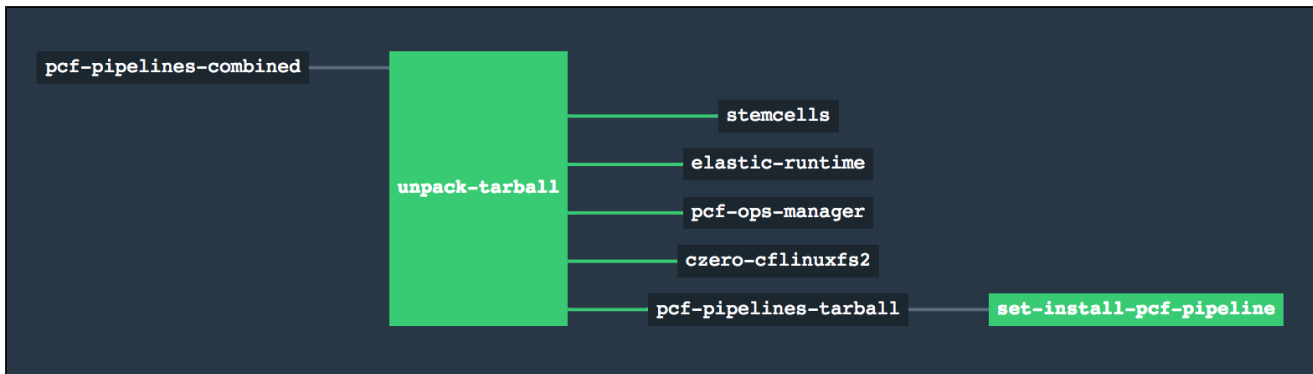 pcf-pipelines-combined
stemcells
elastic-runtime
unpack-tarball
pcf-ops-manager
czero-cflinuxfs2
pcf-pipelines-tarball
set-install-pcf-pipeline